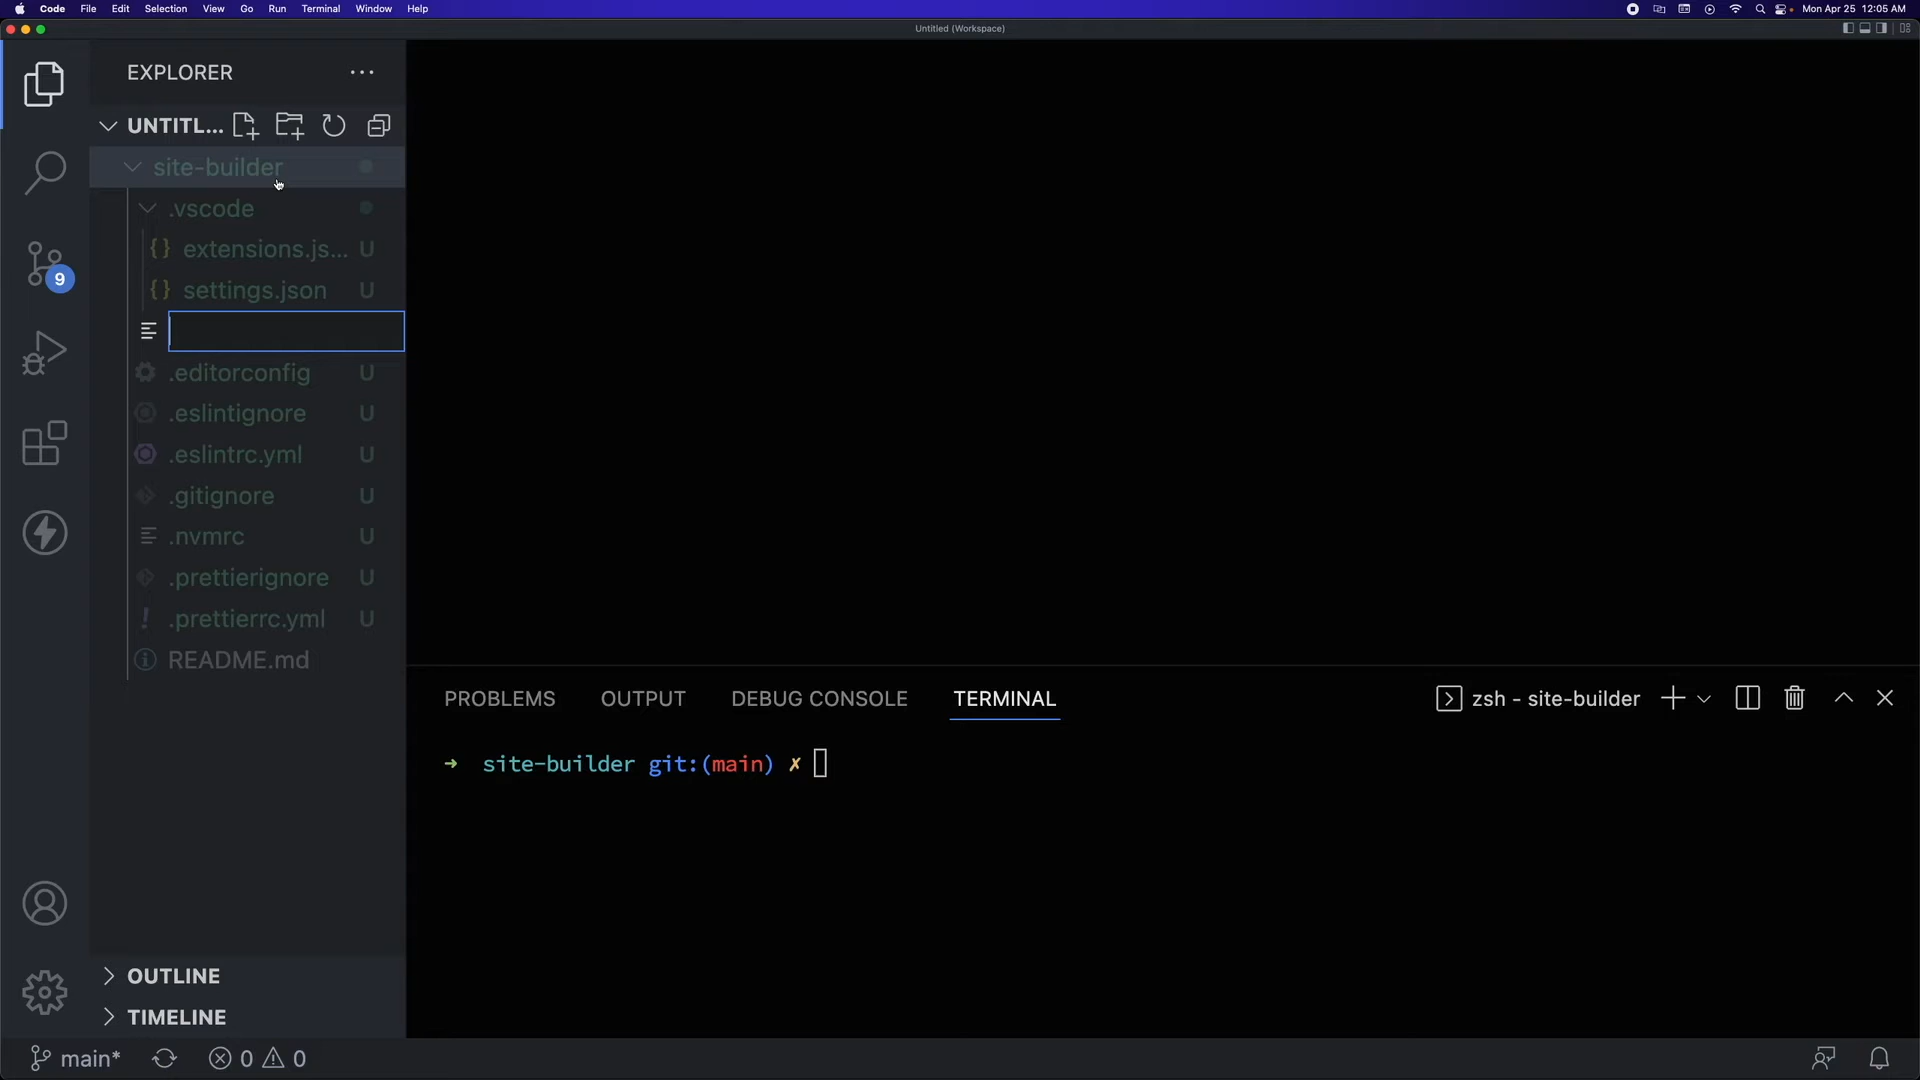 Code File Edit Selection View Go Run Terminal Window Help Mon Apr 25 12:05 AM
Untitled (Workspace)
EXPLORER
UNTITL...
site-builder
.vscode
extensions.js... U
settings.json U
.editorconfig U
.eslintignore U
.eslintrc.yml U
.gitignore U
.nvmrc U
.prettierignore U
.prettierrc.yml U
README.md
9
PROBLEMS OUTPUT DEBUG CONSOLE TERMINAL zsh - site-builder
➜ site-builder git:(main) ✗
OUTLINE
TIMELINE
main* 0 0